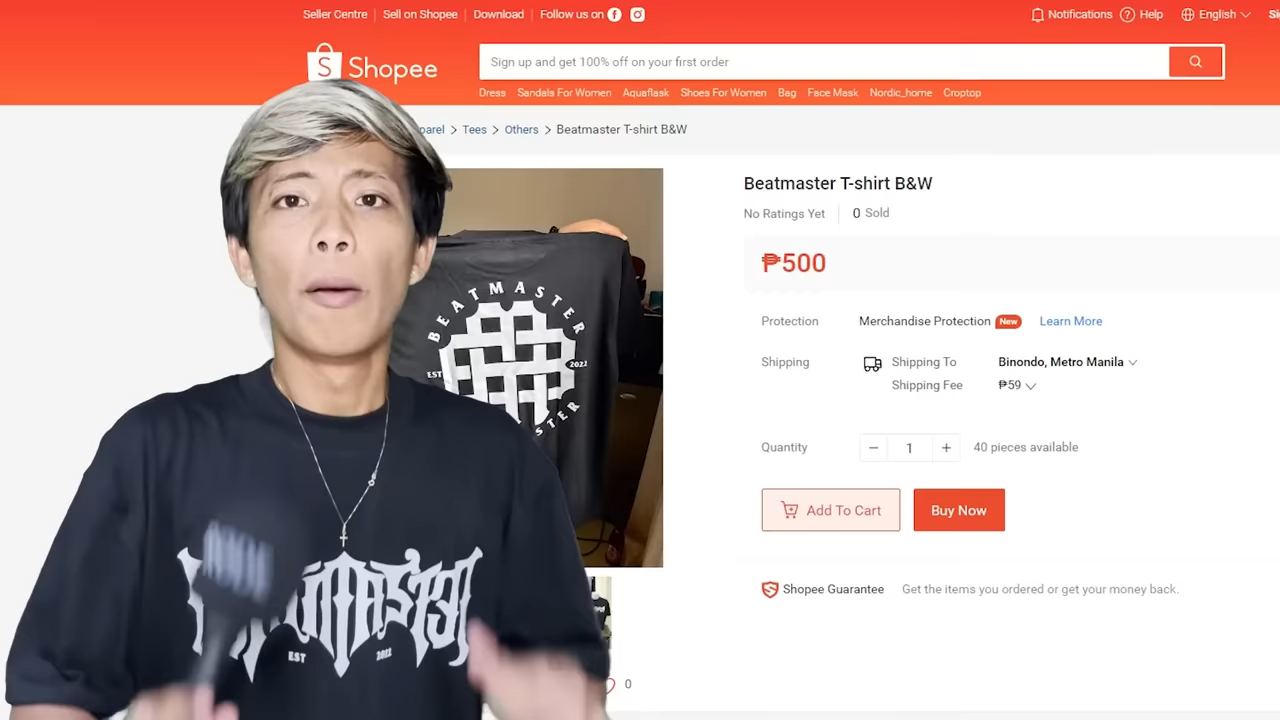 Seller Centre | Sell on Shopee | Download | Follow us on
Notifications Help English
Shopee
Sign up and get 100% off on your first order
Dress Sandals For Women Aquaflask Shoes For Women Bag Face Mask Nordic_home Croptop
Tees > Others > Beatmaster T-shirt B&W
Beatmaster T-shirt B&W
No Ratings Yet | 0 Sold
₱500
Protection Merchandise Protection New Learn More
Shipping Shipping To Binondo, Metro Manila
Shipping Fee ₱59
Quantity − 1 + 40 pieces available
Add To Cart Buy Now
Shopee Guarantee Get the items you ordered or get your money back.
0
BEATMASTER
EST 2022
EST 2022